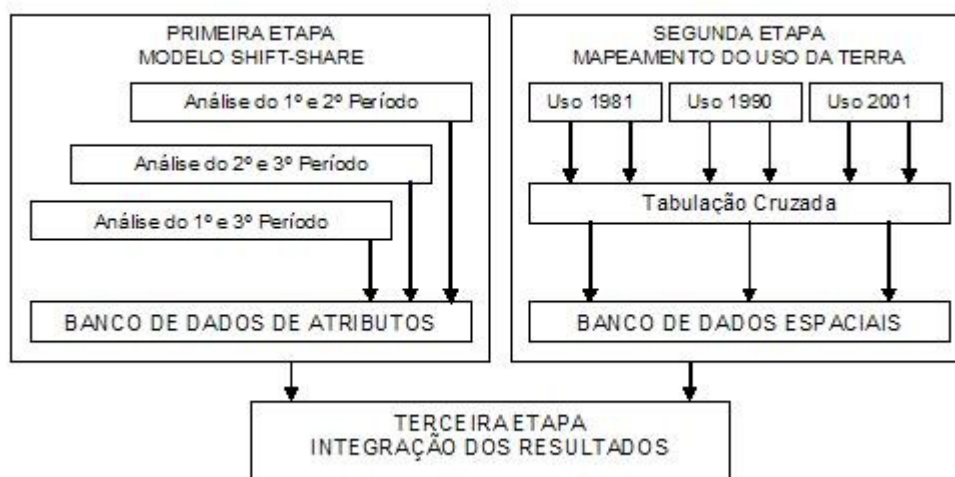 PRIMEIRA ETAPA
MODELO SHIFT-SHARE
Análise do 1º e 2º Período
Análise do 2º e 3º Período
Análise do 1º e 3º Período
BANCO DE DADOS DE ATRIBUTOS
SEGUNDA ETAPA
MAPEAMENTO DO USO DA TERRA
Uso 1981
Uso 1990
Uso 2001
Tabulação Cruzada
BANCO DE DADOS ESPACIAIS
TERCEIRA ETAPA
INTEGRAÇÃO DOS RESULTADOS